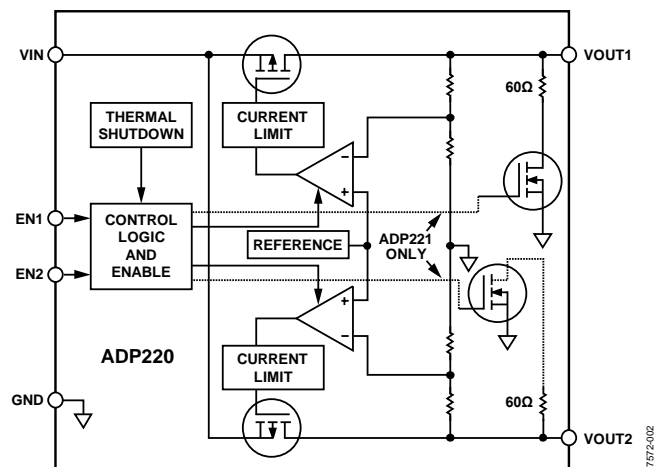 VIN
VOUT1
60Ω
THERMAL
SHUTDOWN
CURRENT
LIMIT
–
+
EN1
CONTROL
LOGIC
AND
ENABLE
EN2
REFERENCE
ADP221
ONLY
+
–
ADP220
CURRENT
LIMIT
GND
60Ω
VOUT2
7572-002